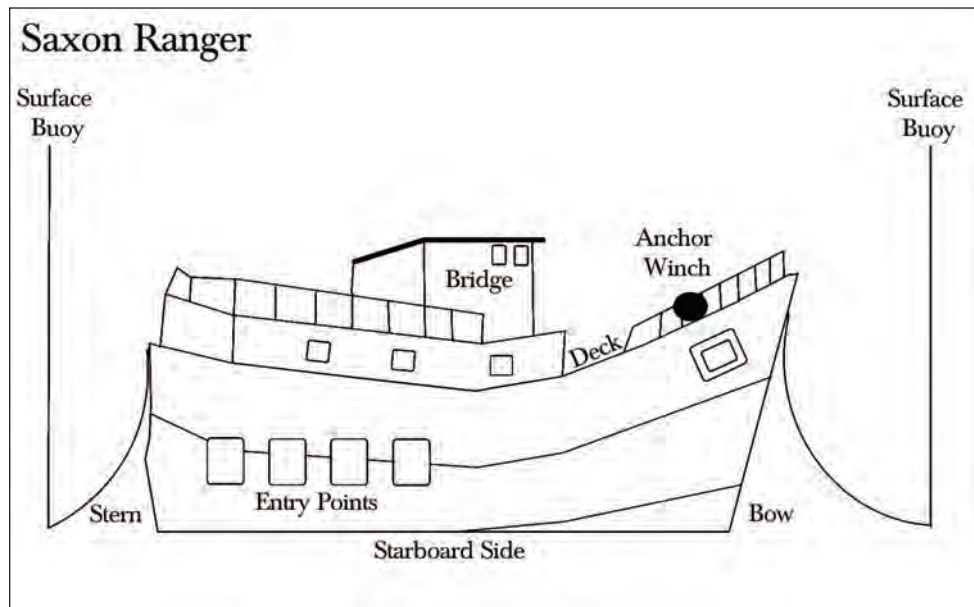 Saxon Ranger
Surface
Buoy
Surface
Buoy
Anchor
Winch
Bridge
Deck
Entry Points
Stern
Bow
Starboard Side